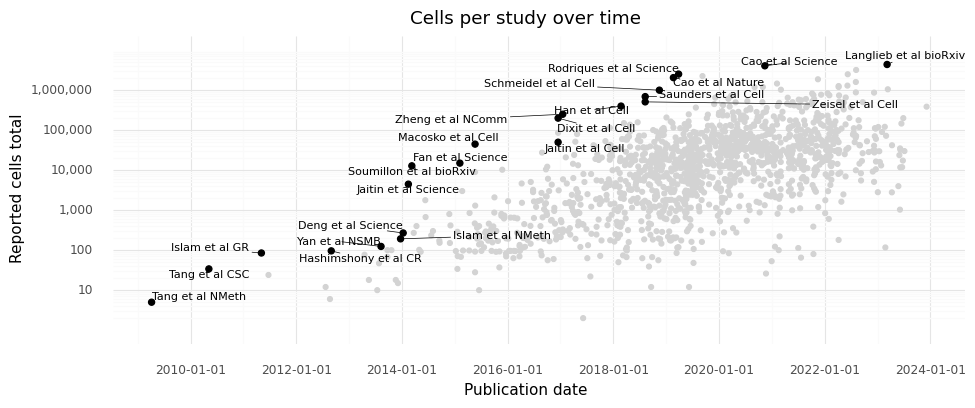 Cells per study over time
Reported cells total
1,000,000
100,000
10,000
1,000
100
10
Langlieb et al bioRxiv
Cao et al Science
Rodriques et al Science
Schmeidel et al Cell
Cao et al Nature
Saunders et al Cell
Zeisel et al Cell
Han et al Cell
Zheng et al NComm
Dixit et al Cell
Macosko et al Cell
Jaitin et al Cell
Fan et al Science
Soumillon et al bioRxiv
Jaitin et al Science
Deng et al Science
Islam et al NMeth
Yan et al NSMB
Islam et al GR
Hashimshony et al CR
Tang et al CSC
Tang et al NMeth
2010-01-01
2012-01-01
2014-01-01
2016-01-01
2018-01-01
2020-01-01
2022-01-01
2024-01-01
Publication date